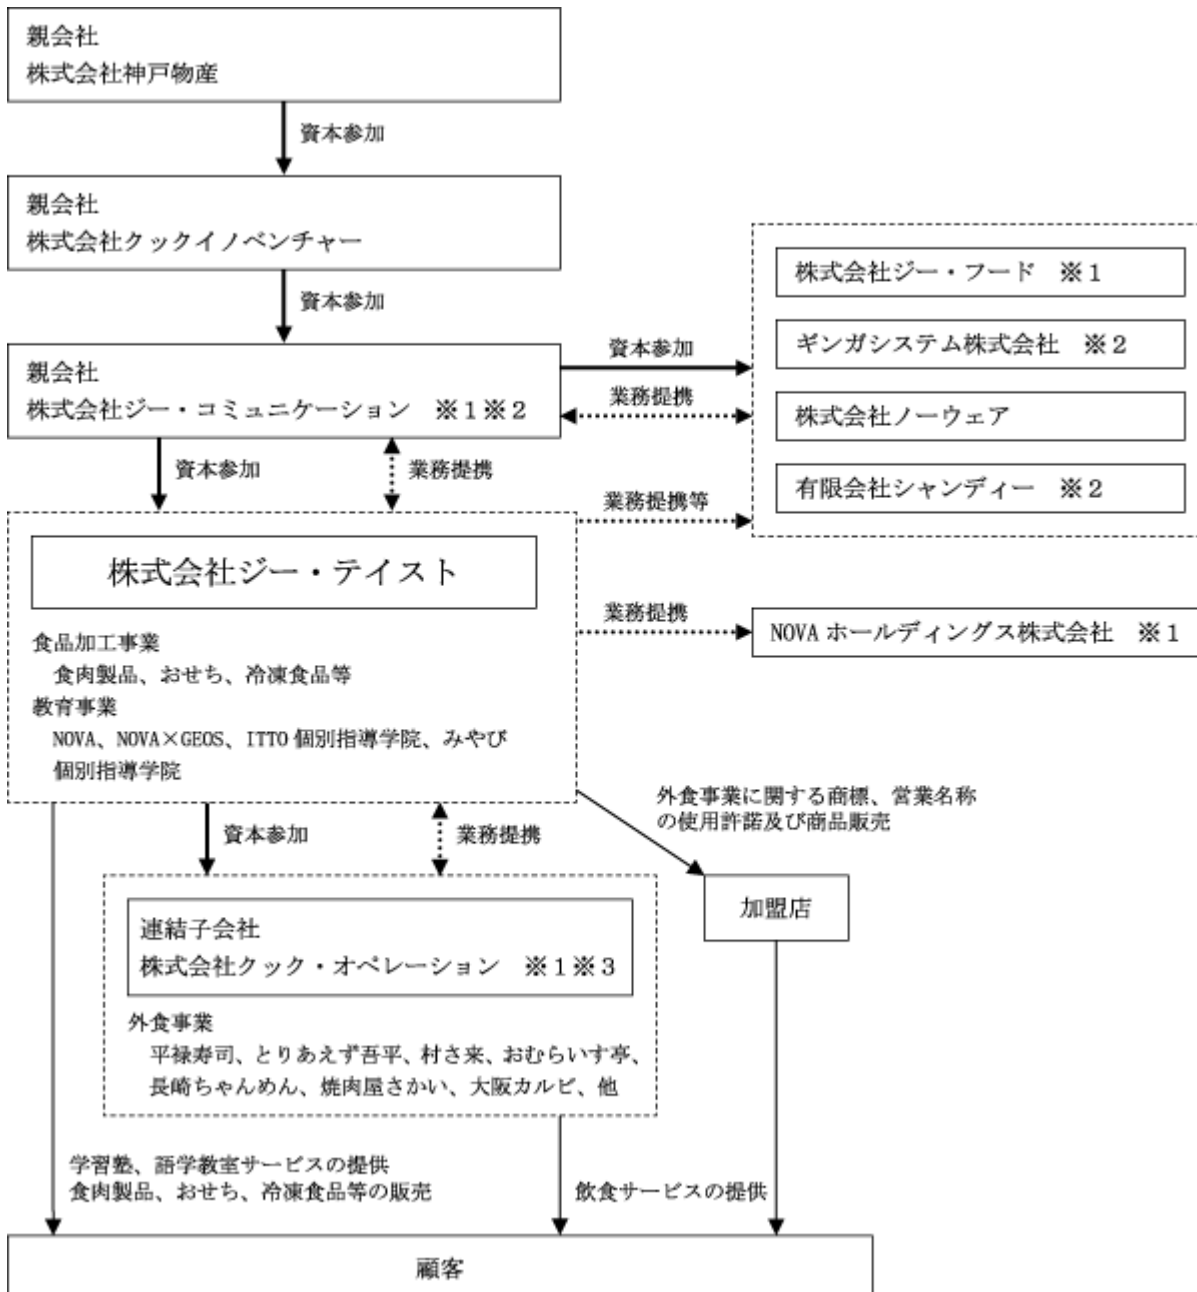 親会社
株式会社神戸物産
資本参加
親会社
株式会社クックイノベンチャー
資本参加
親会社
株式会社ジー・コミュニケーション　※1※2
資本参加
業務提携
株式会社ジー・フード　※1
ギンガシステム株式会社　※2
株式会社ノーウェア
有限会社シャンディー　※2
資本参加
業務提携
業務提携等
株式会社ジー・テイスト
食品加工事業
食肉製品、おせち、冷凍食品等
教育事業
NOVA、NOVA×GEOS、ITTO個別指導学院、みやび
個別指導学院
業務提携
NOVAホールディングス株式会社　※1
資本参加
業務提携
外食事業に関する商標、営業名称
の使用許諾及び商品販売
加盟店
連結子会社
株式会社クック・オペレーション　※1※3
外食事業
平禄寿司、とりあえず吾平、村さ来、おむらいす亭、
長崎ちゃんめん、焼肉屋さかい、大阪カルビ、他
学習塾、語学教室サービスの提供
食肉製品、おせち、冷凍食品等の販売
飲食サービスの提供
顧客